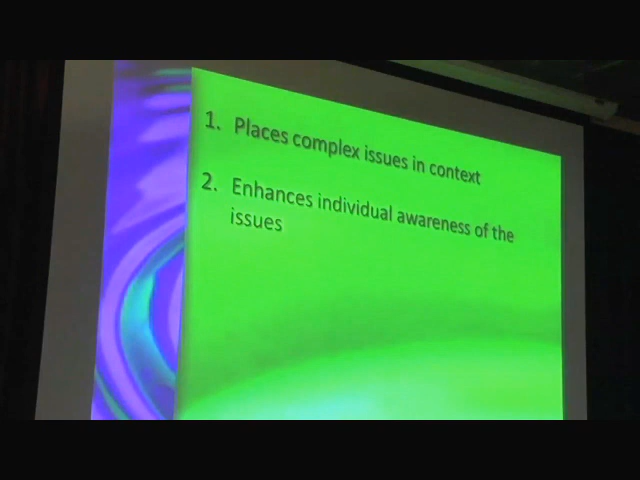 1. Places complex issues in context
2. Enhances individual awareness of the
issues